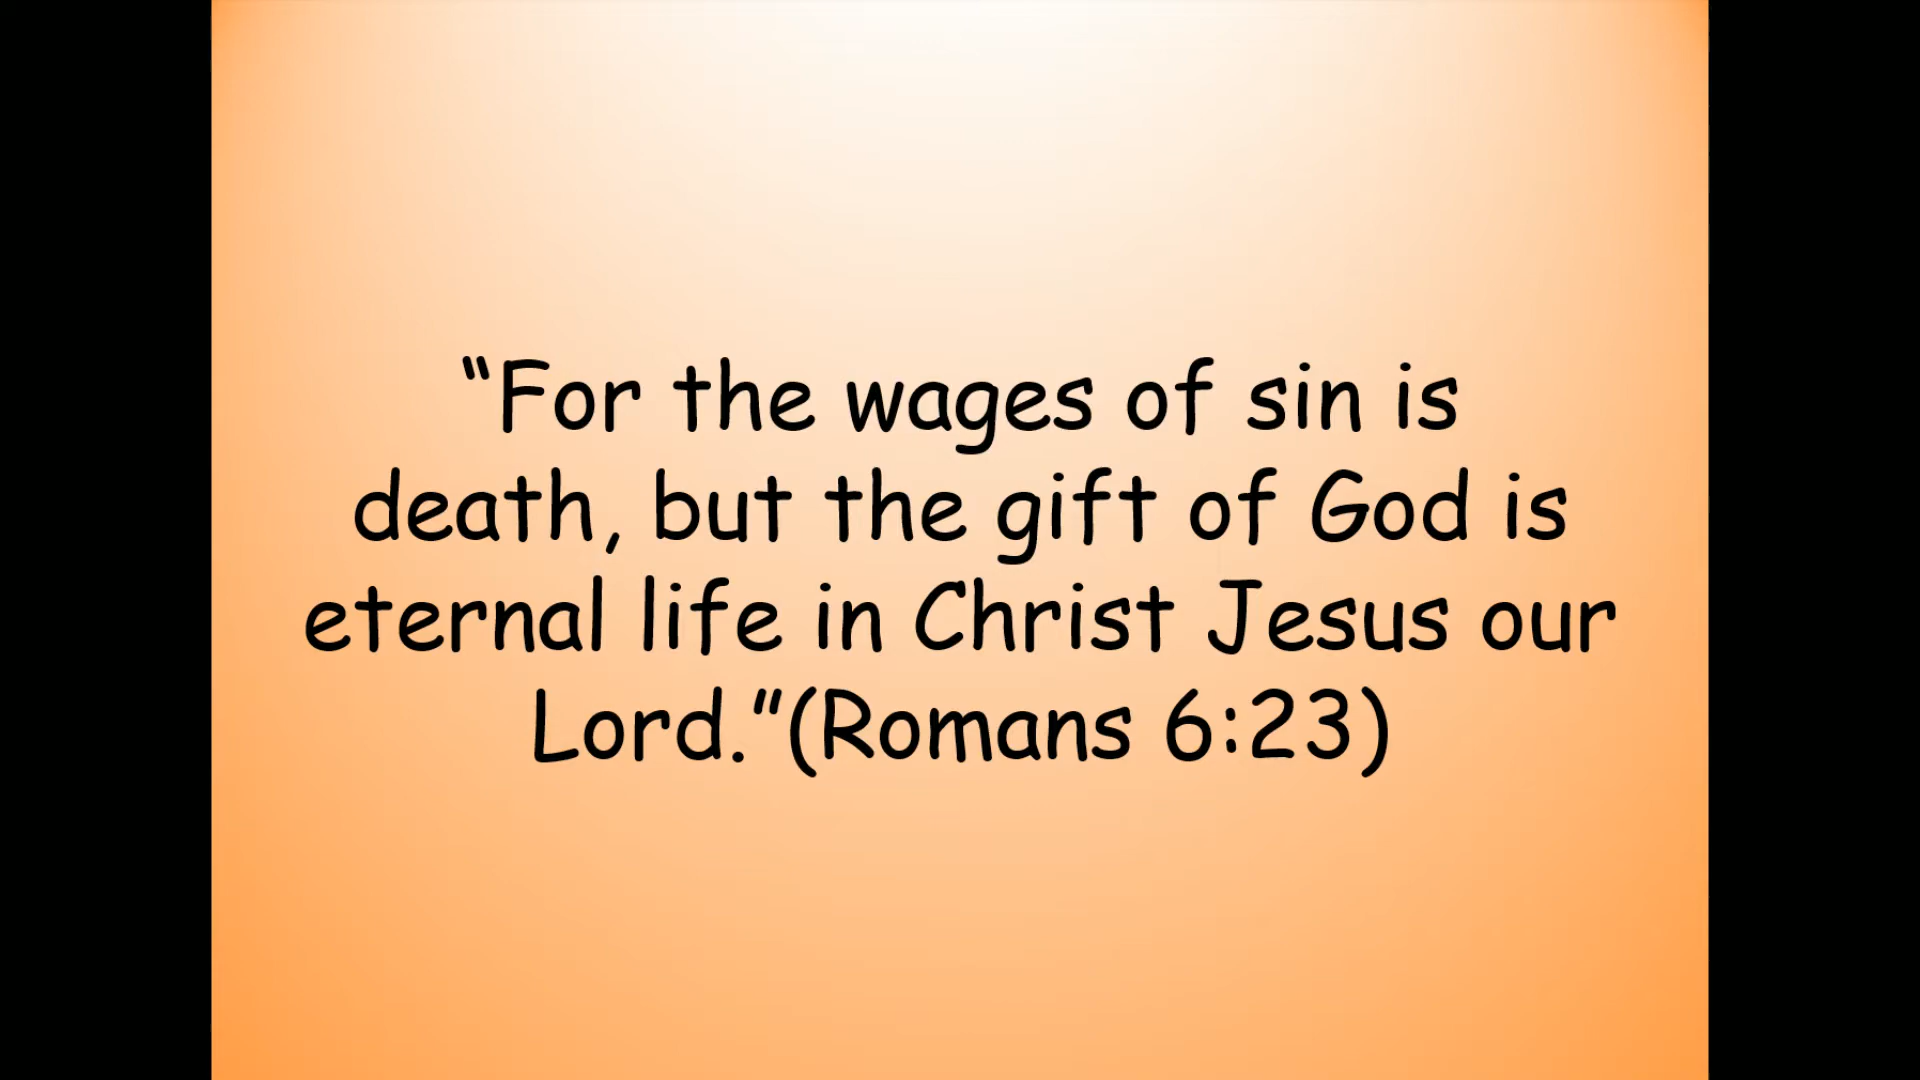 “For the wages of sin is
death, but the gift of God is
eternal life in Christ Jesus our
Lord.”(Romans 6:23)